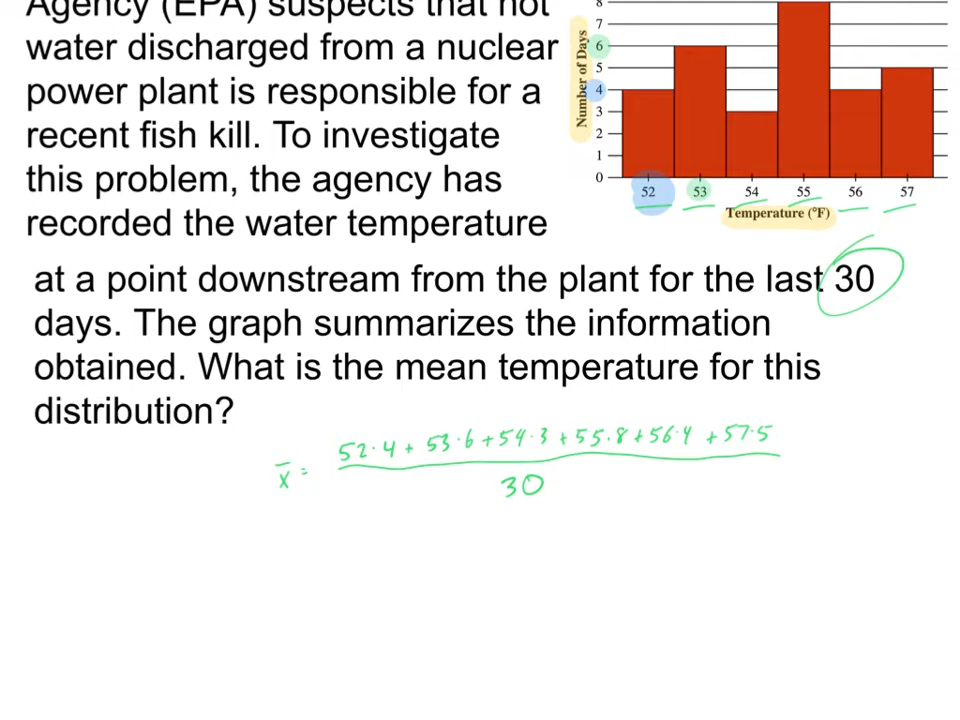 Agency (EPA) suspects that hot
water discharged from a nuclear
power plant is responsible for a
recent fish kill. To investigate
this problem, the agency has
recorded the water temperature
8
7
6
5
4
3
2
1
0
Number of Days
52 53 54 55 56 57
Temperature (°F)
at a point downstream from the plant for the last 30
days. The graph summarizes the information
obtained. What is the mean temperature for this
distribution?
x̄ = 52·4 + 53·6 + 54·3 + 55·8 + 56·4 + 57·5
30